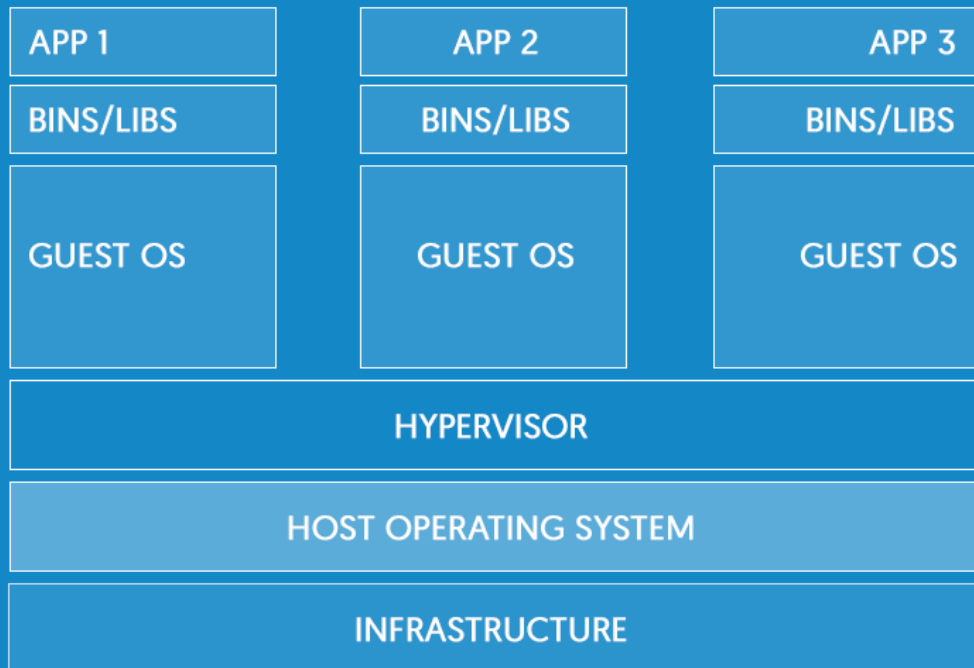 APP 1
APP 2
APP 3
BINS/LIBS
BINS/LIBS
BINS/LIBS
GUEST OS
GUEST OS
GUEST OS
HYPERVISOR
HOST OPERATING SYSTEM
INFRASTRUCTURE